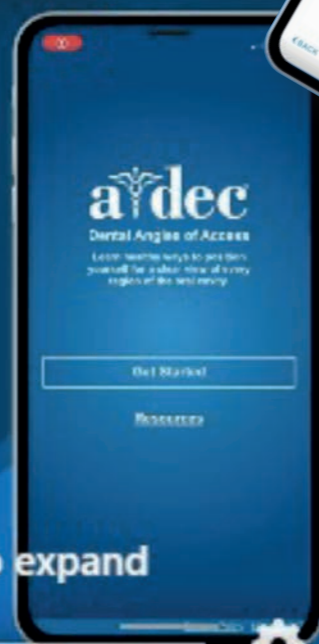 BACK
a dec
Dental Angles of Access
Learn healthy ways to position
yourself for a clear view of every
region of the oral cavity.
Get Started
Resources
expand